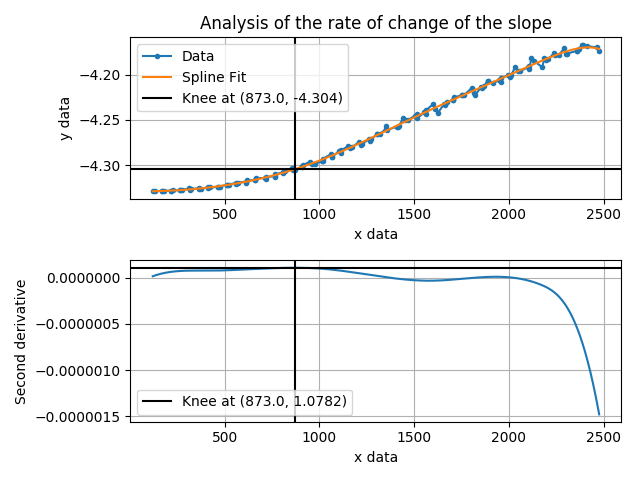 Analysis of the rate of change of the slope
Data
Spline Fit
Knee at (873.0, -4.304)
−4.20
−4.25
−4.30
y data
500 1000 1500 2000 2500
x data
0.0000000
−0.0000005
−0.0000010
−0.0000015
Second derivative
Knee at (873.0, 1.0782)
500 1000 1500 2000 2500
x data